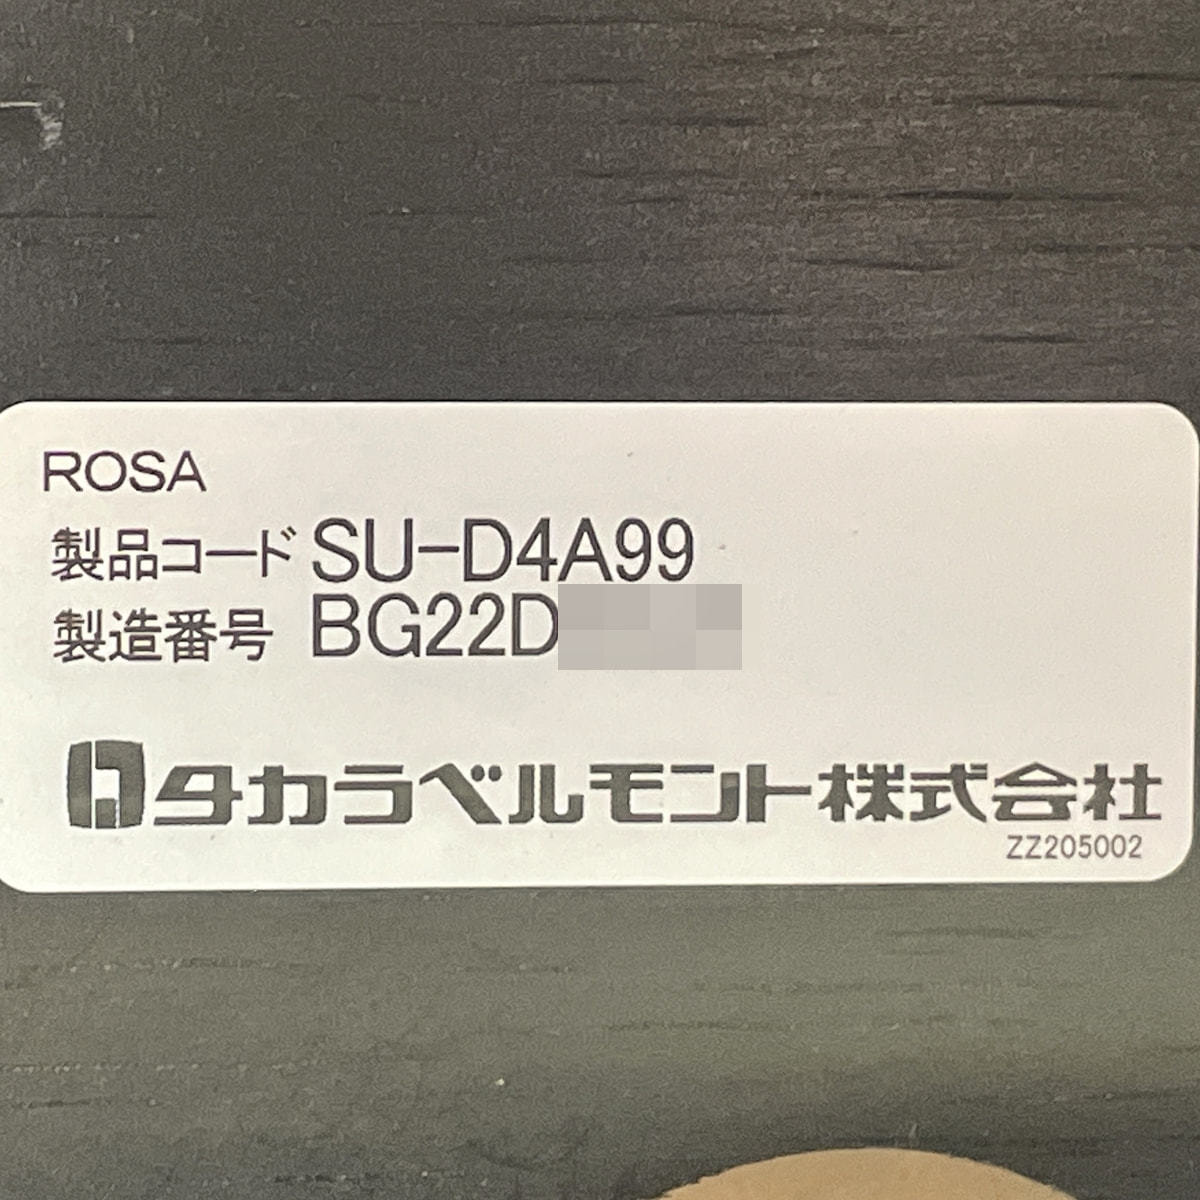 ROSA
製品コード SU-D4A99
製造番号 BG22D
タカラベルモント株式会社
ZZ205002